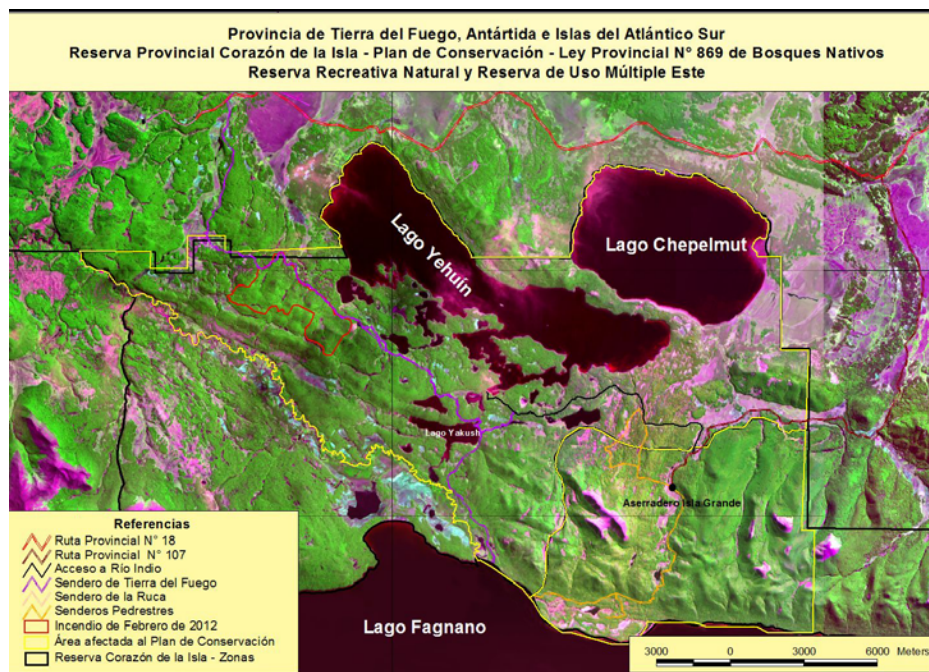 Provincia de Tierra del Fuego, Antártida e Islas del Atlántico Sur
Reserva Provincial Corazón de la Isla - Plan de Conservación - Ley Provincial N° 869 de Bosques Nativos
Reserva Recreativa Natural y Reserva de Uso Múltiple Este
Lago Yehuín
Lago Chepelmut
Lago Yakush
Aserradero Isla Grande
Lago Fagnano
Referencias
Ruta Provincial N° 18
Ruta Provincial N° 107
Acceso a Río Indio
Sendero de Tierra del Fuego
Sendero de la Ruca
Senderos Pedrestres
Incendio de Febrero de 2012
Área afectada al Plan de Conservación
Reserva Corazón de la Isla - Zonas
3000 0 3000 6000 Meters